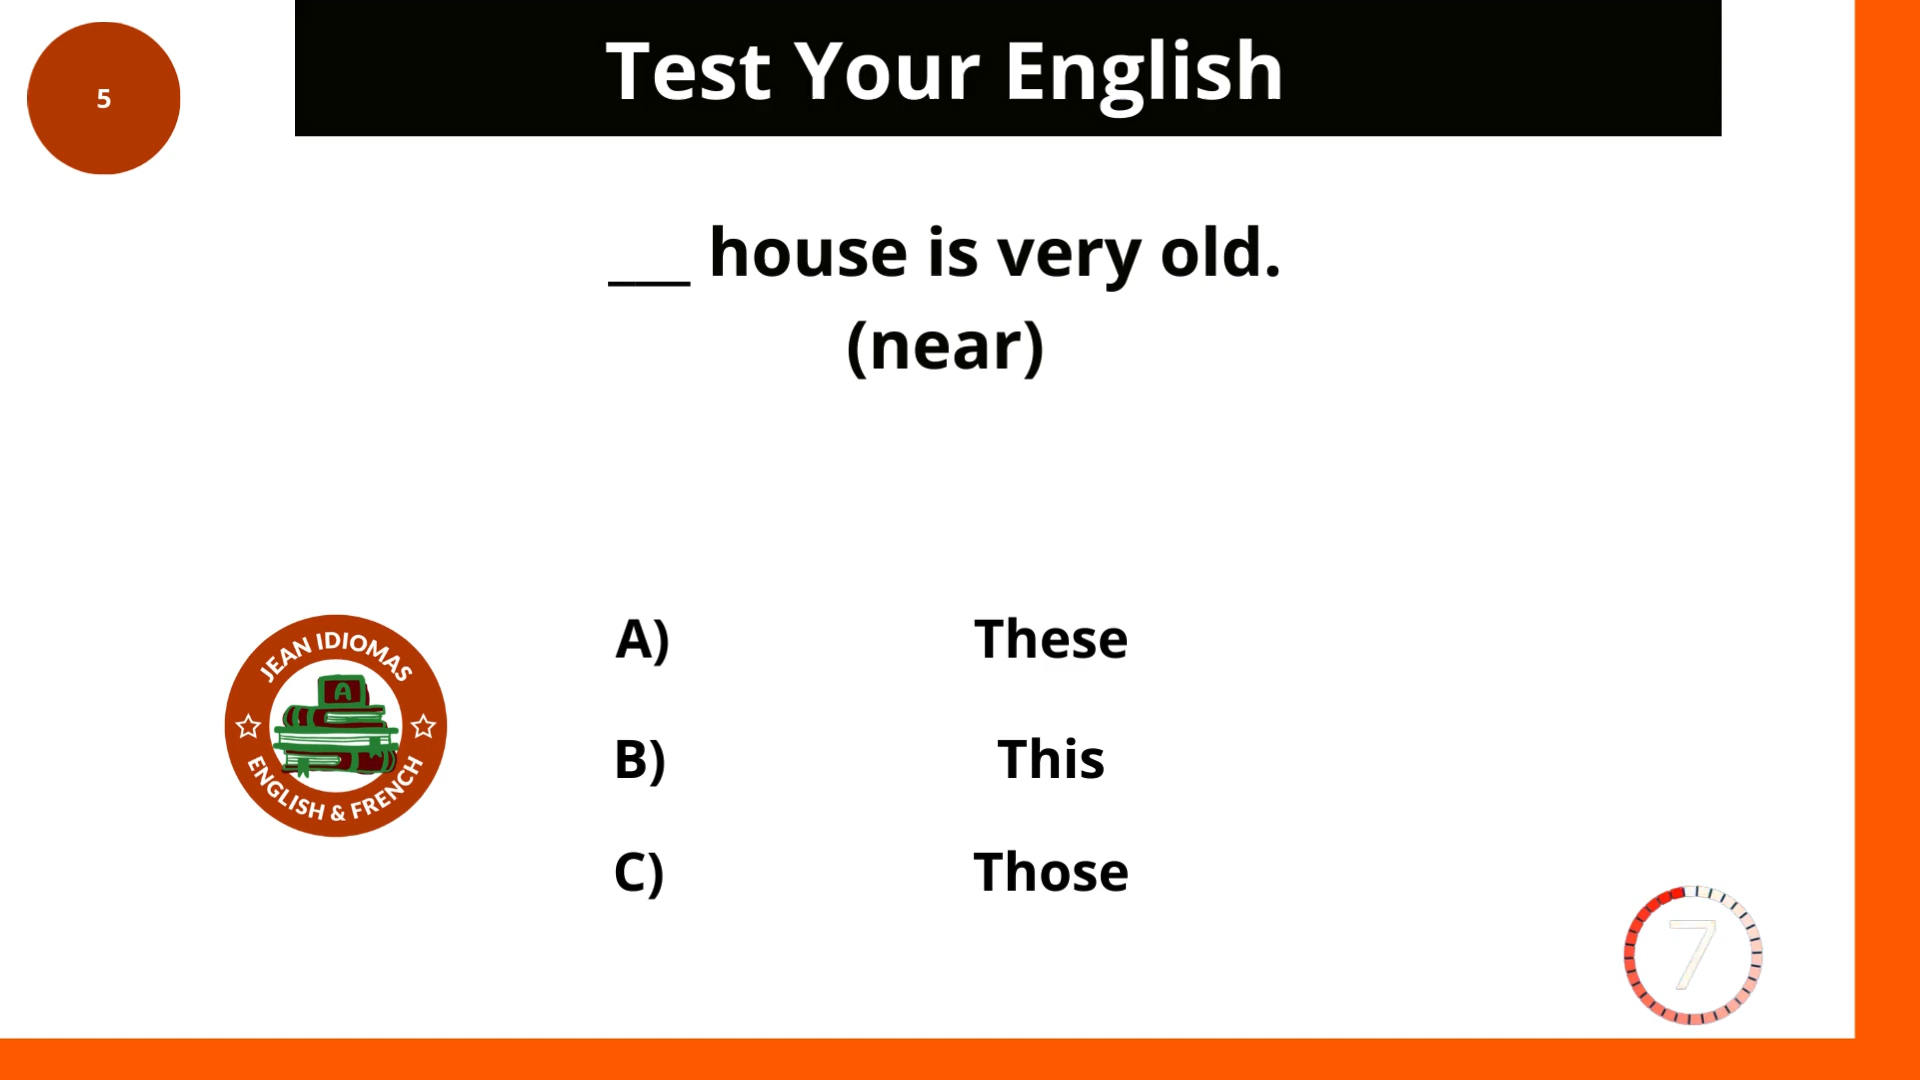 5
Test Your English
___ house is very old.
(near)
A) These
B) This
C) Those
JEAN IDIOMAS
A
ENGLISH & FRENCH
7